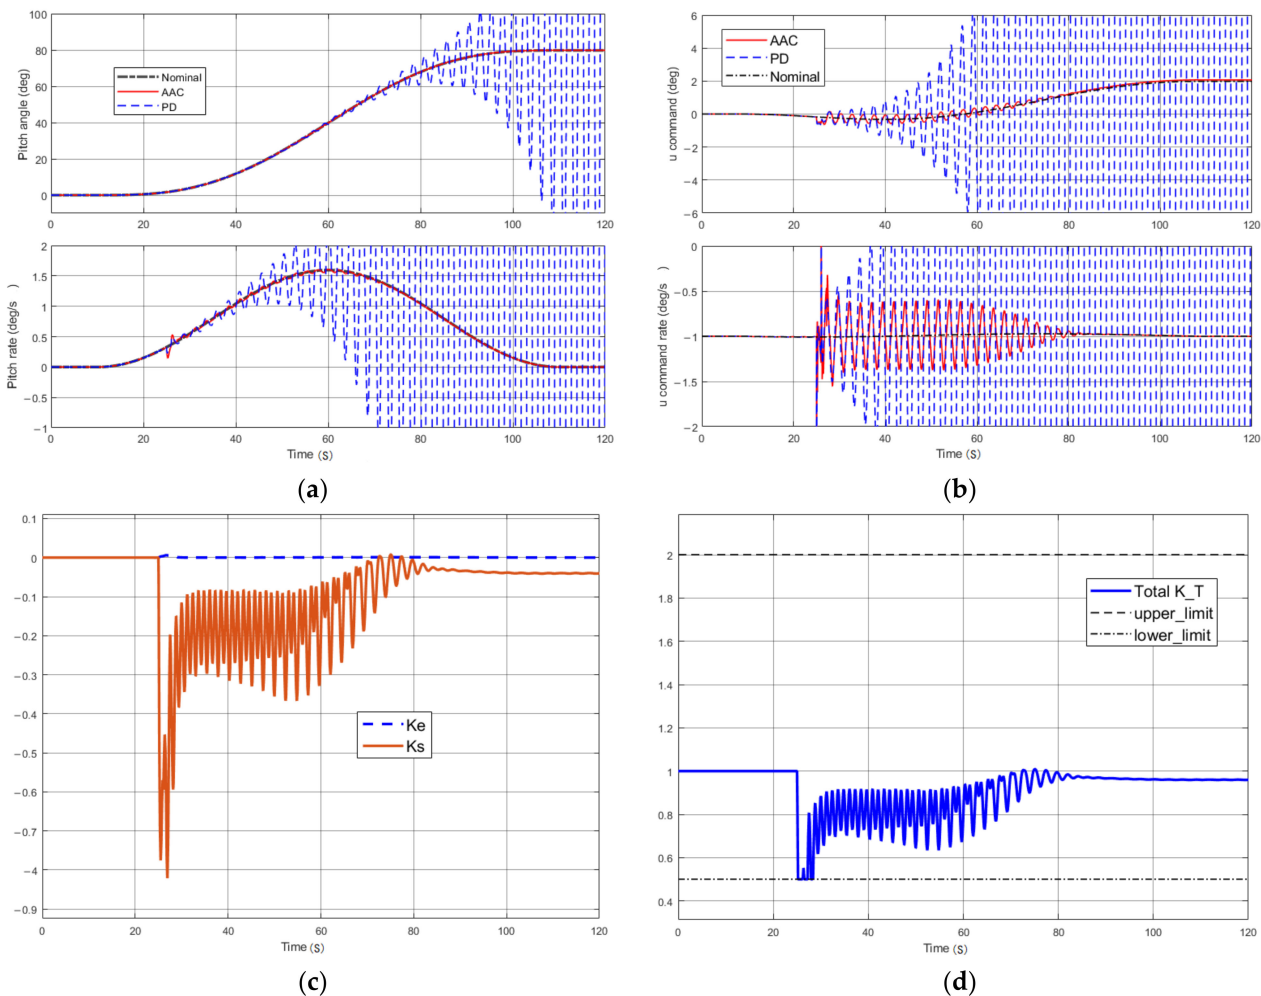 100
80
60
40
20
0
Pitch angle (deg)
Nominal
AAC
PD
0 20 40 60 80 100 120
2
1.5
1
0.5
0
−0.5
−1
Pitch rate (deg/s )
0 20 40 60 80 100 120
Time (s)
(a)
6
4
2
0
−2
−4
−6
u command (deg)
AAC
PD
Nominal
0 20 40 60 80 100 120
0
−0.5
−1
−1.5
−2
u command rate (deg/s )
0 20 40 60 80 100 120
Time (s)
(b)
0.1
0
−0.1
−0.2
−0.3
−0.4
−0.5
−0.6
−0.7
−4
−0.9
Ke
Ks
0 20 40 60 80 100 120
Time (s)
(c)
2
1.8
1.6
1.4
1.2
1
0.8
0.6
0.4
Total K_T
upper_limit
lower_limit
0 20 40 60 80 100 120
Time (s)
(d)